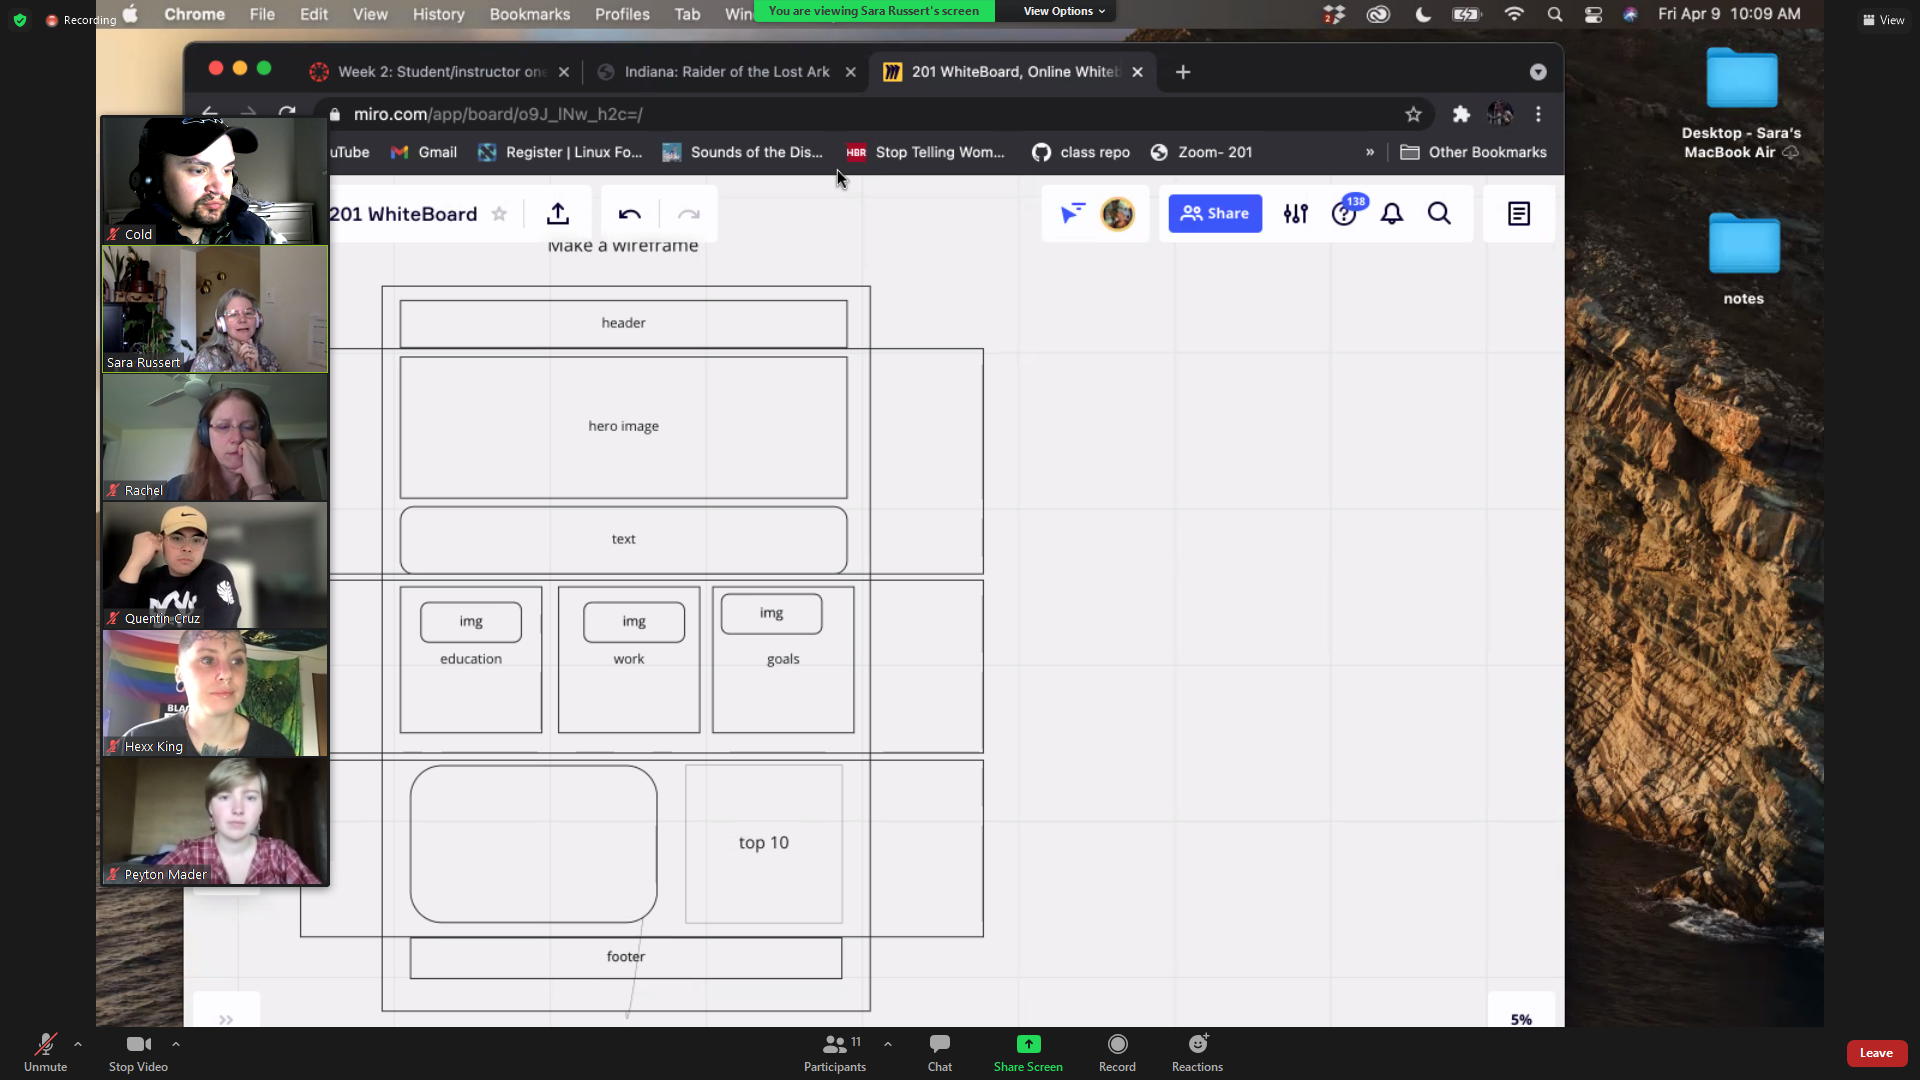 Recording
Chrome File Edit View History Bookmarks Profiles Tab
You are viewing Sara Russert's screen
View Options
2
Fri Apr 9 10:09 AM
View
Week 2: Student/instructor one
Indiana: Raider of the Lost Ark
201 WhiteBoard, Online Whiteb
miro.com/app/board/o9J_lNw_h2c=/
uTube
Gmail
Register | Linux Fo...
Sounds of the Dis...
HBR
Stop Telling Wom...
class repo
Zoom- 201
»
Other Bookmarks
Desktop - Sara's
MacBook Air
notes
201 WhiteBoard
Share
138
Make a wireframe
header
hero image
text
img
img
img
education
work
goals
top 10
footer
5%
Cold
Sara Russert
Rachel
Quentin Cruz
Hexx King
Peyton Mader
Unmute
Stop Video
Participants
11
Chat
Share Screen
Record
Reactions
Leave